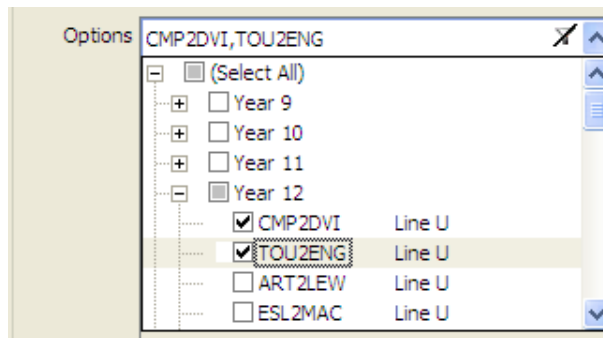 Options CMP2DVI,TOU2ENG
(Select All)
Year 9
Year 10
Year 11
Year 12
CMP2DVI Line U
TOU2ENG Line U
ART2LEW Line U
ESL2MAC Line U